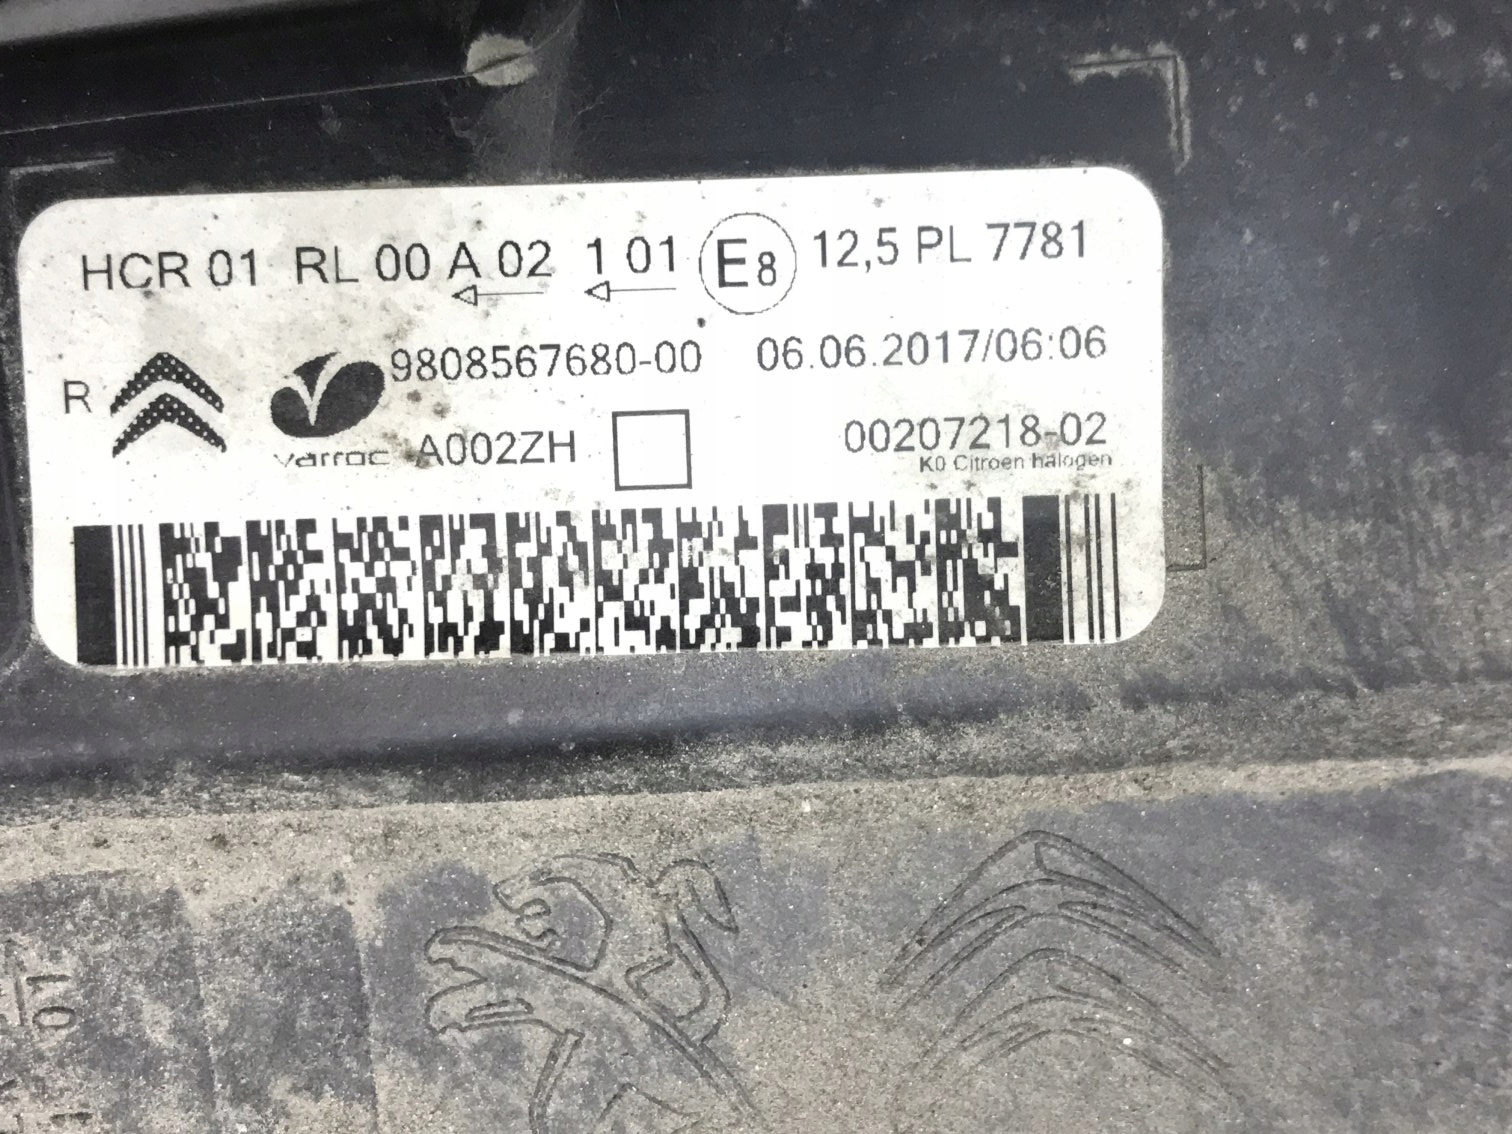 HCR 01 RL 00 A 02 1 01 E8 12,5 PL 7781
9808567680-00 06.06.2017/06:06
R
varroc A002ZH 00207218-02
K0 Citroen halogen
01